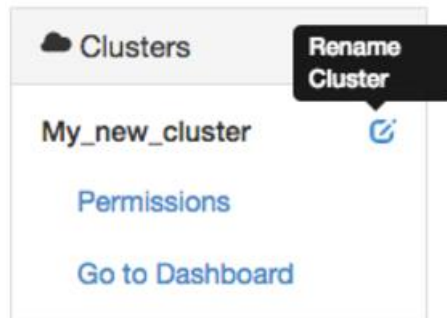 Clusters
Rename
Cluster
My_new_cluster
Permissions
Go to Dashboard